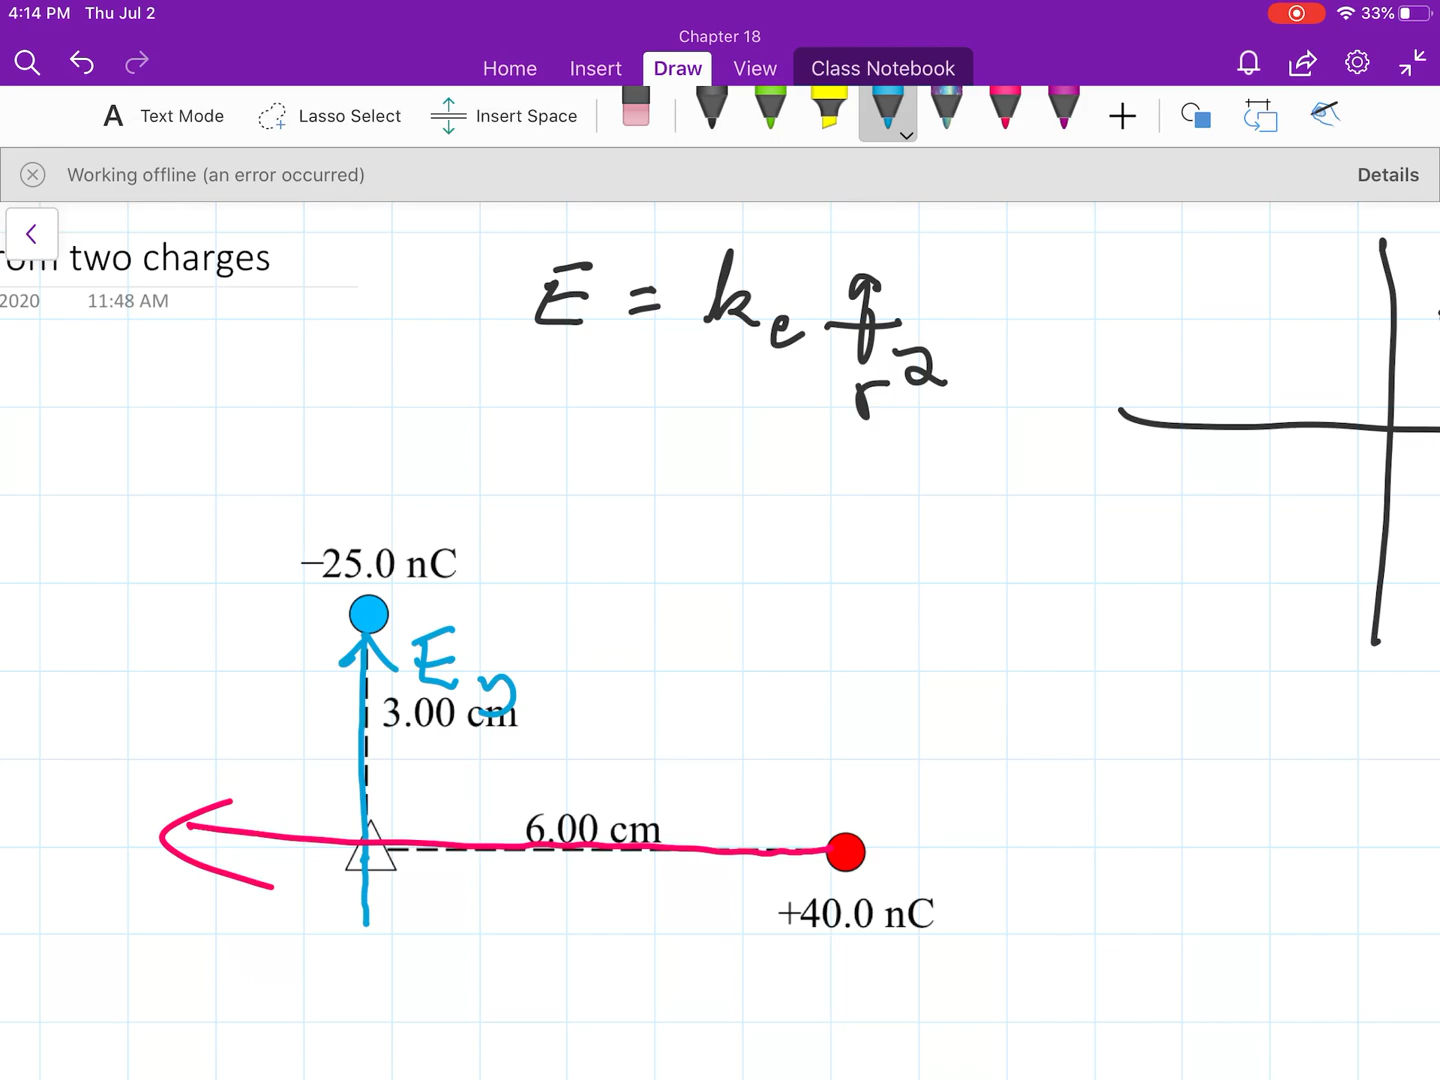 4:14 PM Thu Jul 2
33%
Chapter 18
Home Insert Draw View Class Notebook
A Text Mode Lasso Select Insert Space
Working offline (an error occurred) Details
rom two charges
2020 11:48 AM
E = ke q
r2
−25.0 nC
E
3.00 cm
6.00 cm
+40.0 nC